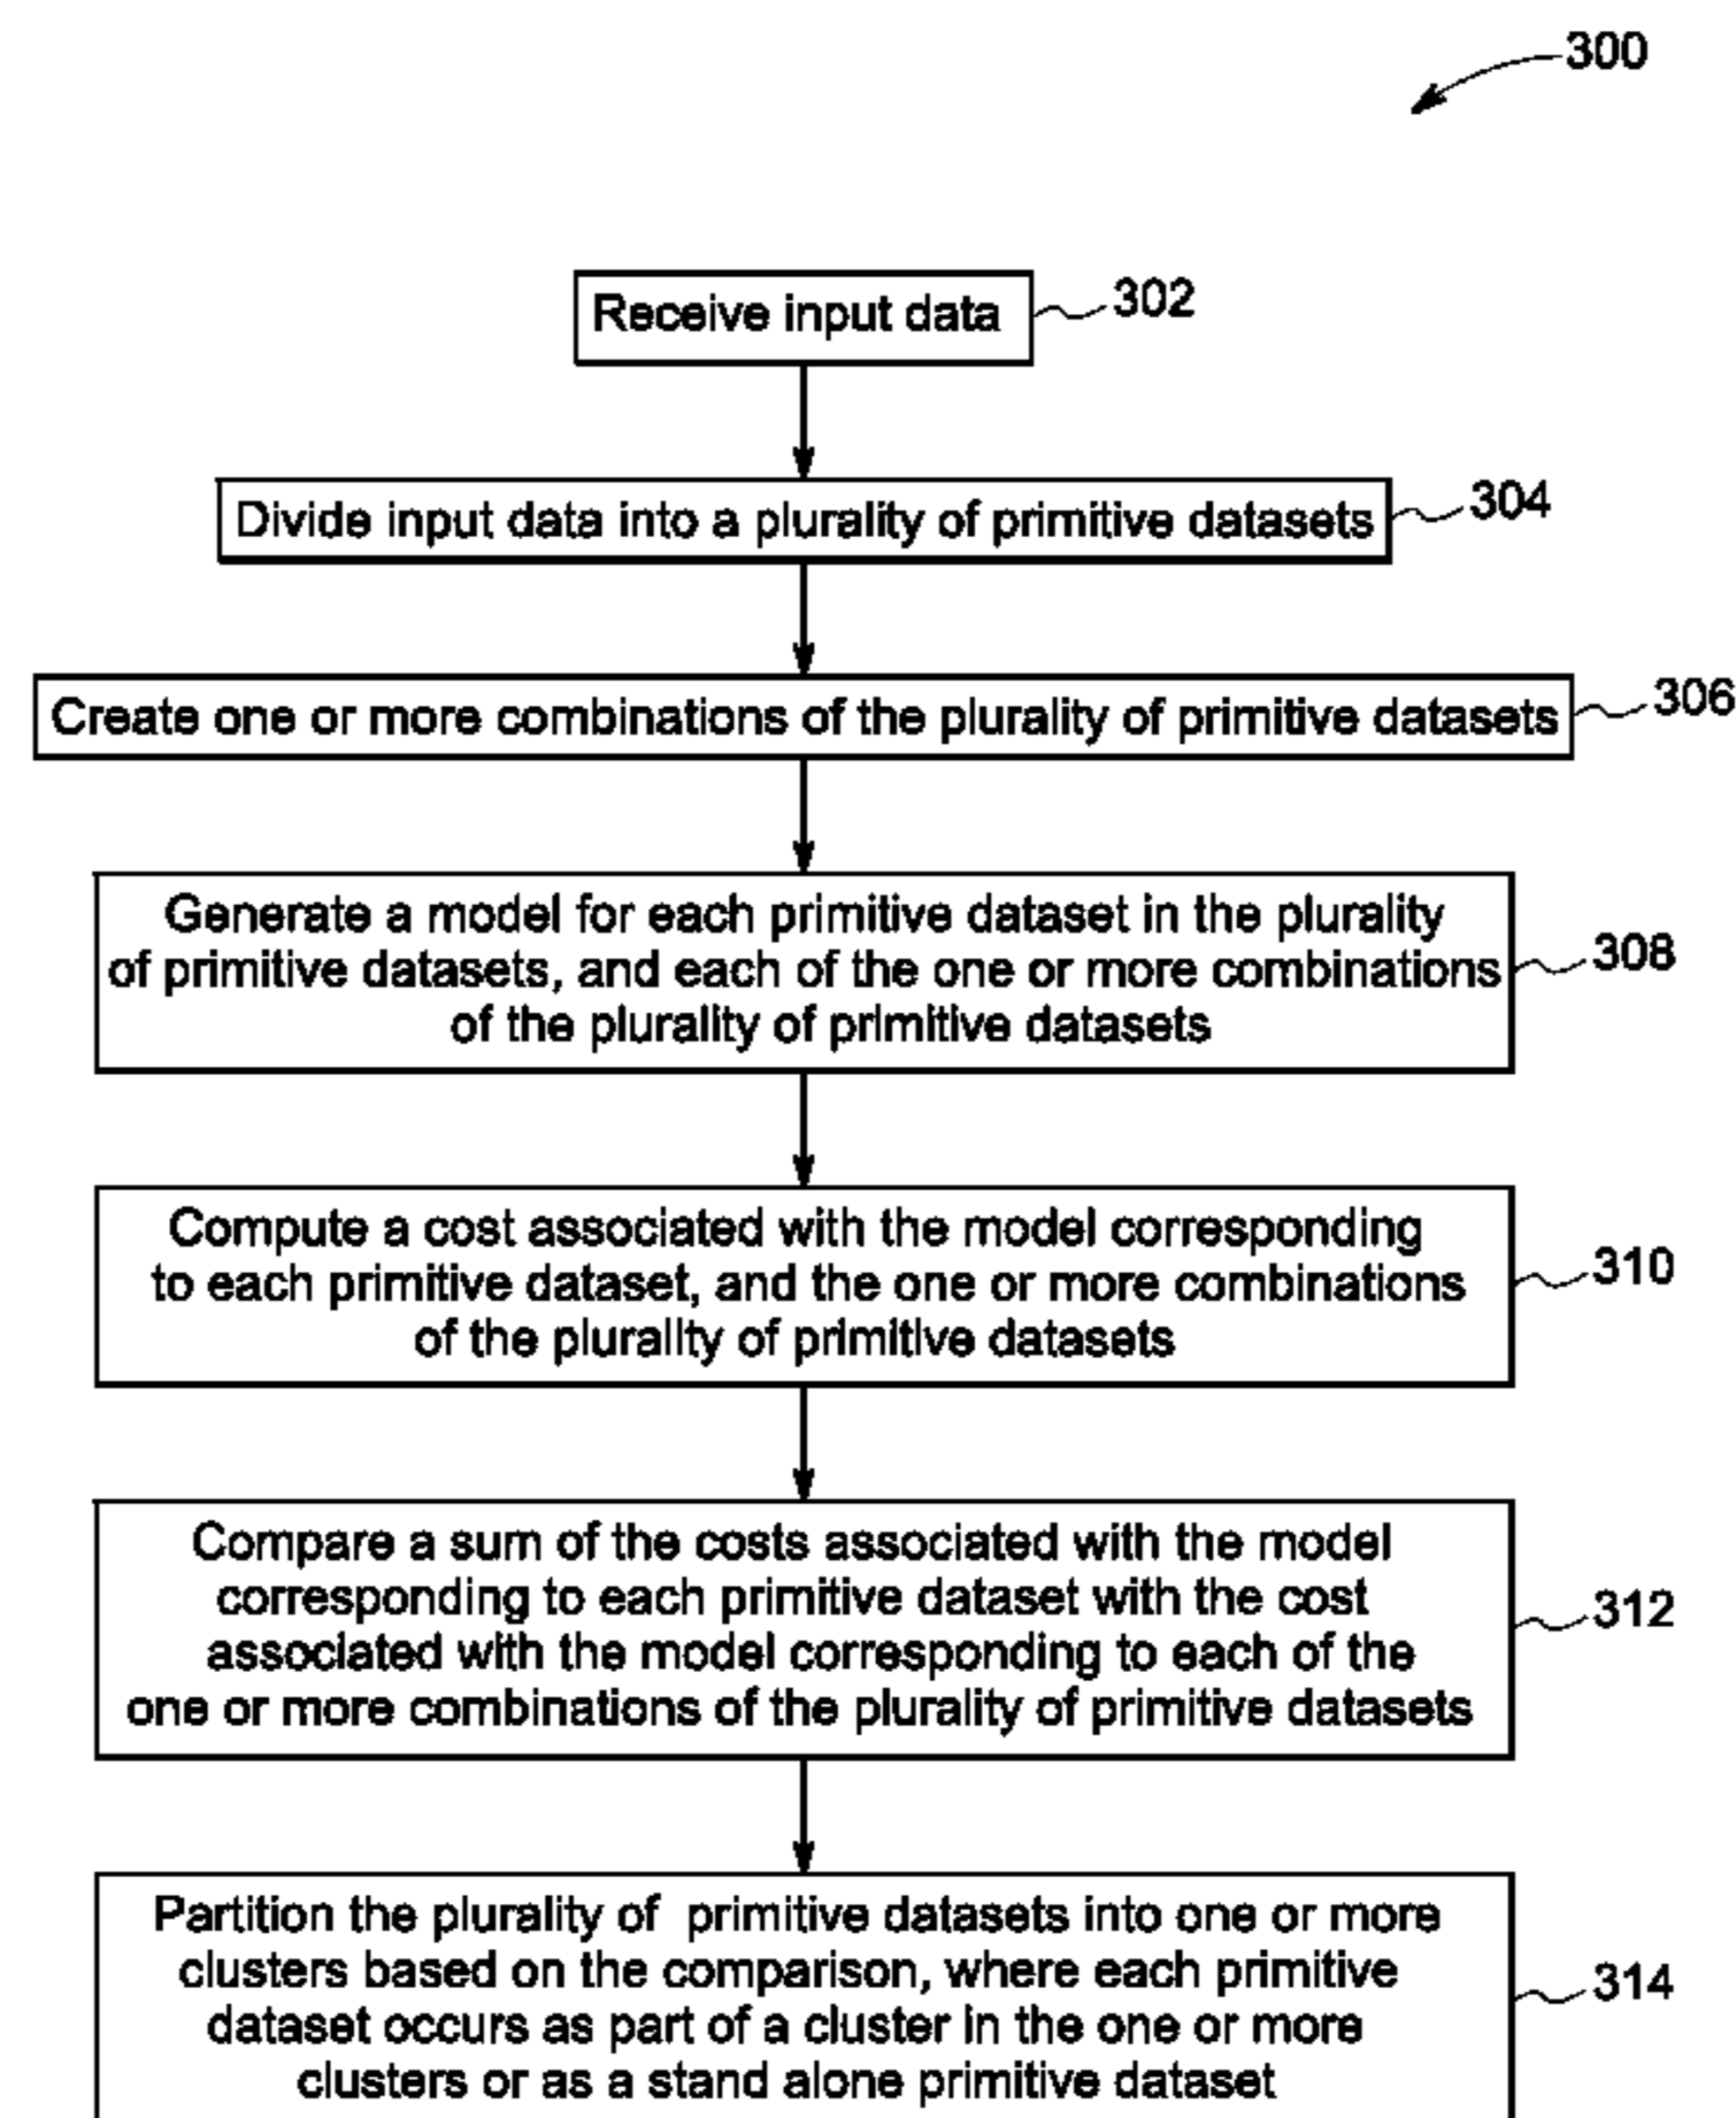 300
Receive input data
302
Divide input data into a plurality of primitive datasets
304
Create one or more combinations of the plurality of primitive datasets
306
Generate a model for each primitive dataset in the plurality
of primitive datasets, and each of the one or more combinations
of the plurality of primitive datasets
308
Compute a cost associated with the model corresponding
to each primitive dataset, and the one or more combinations
of the plurality of primitive datasets
310
Compare a sum of the costs associated with the model
corresponding to each primitive dataset with the cost
associated with the model corresponding to each of the
one or more combinations of the plurality of primitive datasets
312
Partition the plurality of primitive datasets into one or more
clusters based on the comparison, where each primitive
dataset occurs as part of a cluster in the one or more
clusters or as a stand alone primitive dataset
314